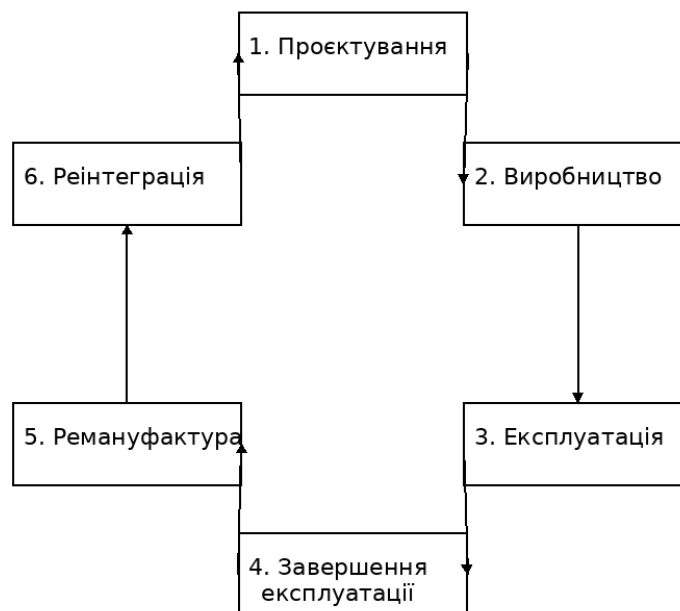 1. Проєктування
6. Реінтеграція
2. Виробництво
5. Ремануфактура
3. Експлуатація
4. Завершення
експлуатації